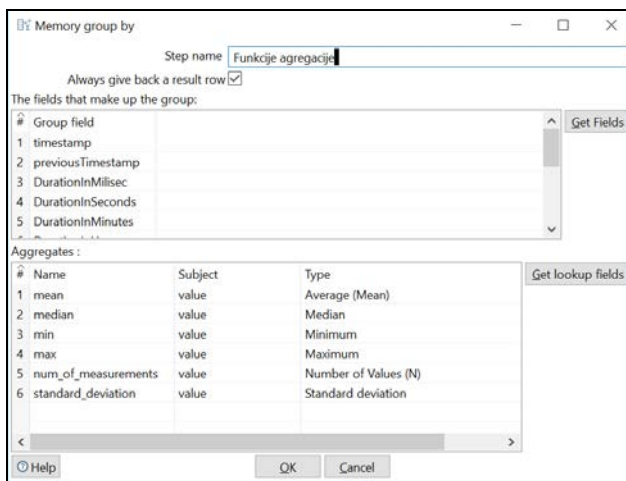 Memory group by
Step name Funkcije agregacije
Always give back a result row
The fields that make up the group:
# Group field
Get Fields
1 timestamp
2 previousTimestamp
3 DurationInMilisec
4 DurationInSeconds
5 DurationInMinutes
Aggregates :
# Name Subject Type
Get lookup fields
1 mean value Average (Mean)
2 median value Median
3 min value Minimum
4 max value Maximum
5 num_of_measurements value Number of Values (N)
6 standard_deviation value Standard deviation
Help OK Cancel